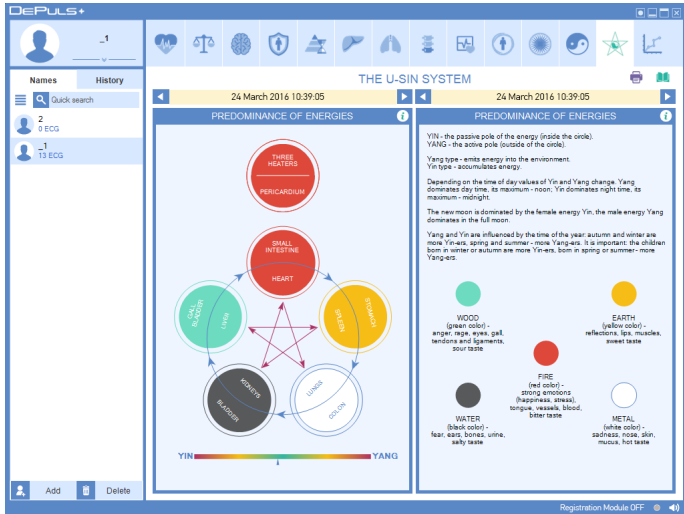 DePuls+
_1
Names
History
Quick search
2
0 ECG
_1
13 ECG
Add
Delete
THE U-SIN SYSTEM
24 March 2016 10:39:05
PREDOMINANCE OF ENERGIES
THREE
HEATERS
PERICARDIUM
SMALL
INTESTINE
HEART
GALL
BLADDER
LIVER
STOMACH
SPLEEN
KIDNEYS
BLADDER
LUNGS
COLON
YIN
YANG
24 March 2016 10:39:05
PREDOMINANCE OF ENERGIES
YIN - the passive pole of the energy (inside the circle).
YANG - the active pole (outside of the circle).
Yang type - emits energy into the environment.
Yin type - accumulates energy.
Depending on the time of day values of Yin and Yang change. Yang
dominates day time, its maximum - noon; Yin dominates night time, its
maximum - midnight.
The new moon is dominated by the female energy Yin, the male energy Yang
dominates in the full moon.
Yang and Yin are influenced by the time of the year: autumn and winter are
more Yin-ers, spring and summer - more Yang-ers. It is important: the children
born in winter or autumn are more Yin-ers, born in spring or summer - more
Yang-ers.
WOOD
(green color) -
anger, rage, eyes, gall,
tendons and ligaments,
sour taste
EARTH
(yellow color) -
reflections, lips, muscles,
sweet taste
FIRE
(red color) -
strong emotions
(happiness, stress),
tongue, vessels, blood,
bitter taste
WATER
(black color) -
fear, ears, bones, urine,
salty taste
METAL
(white color) -
sadness, nose, skin,
mucus, hot taste
Registration Module OFF